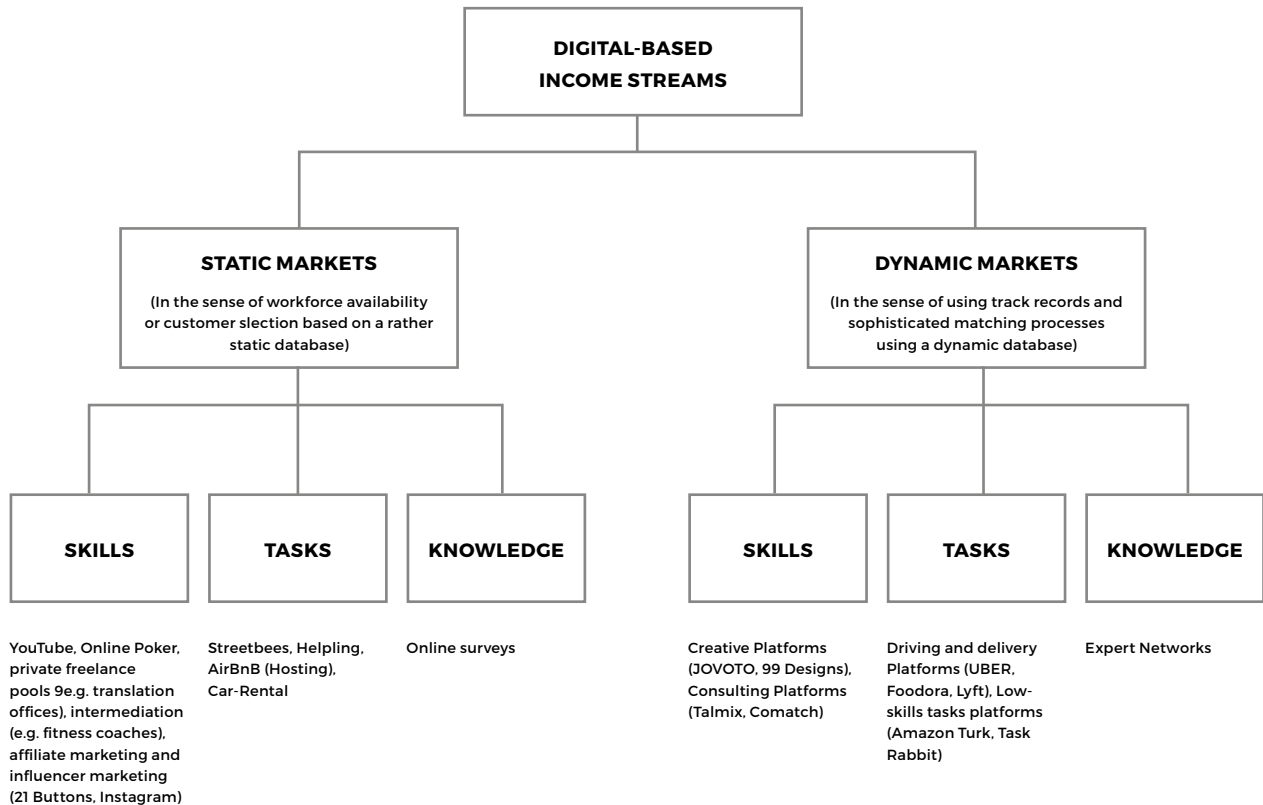 DIGITAL-BASED
INCOME STREAMS
STATIC MARKETS
(In the sense of workforce availability
or customer slection based on a rather
static database)
DYNAMIC MARKETS
(In the sense of using track records and
sophisticated matching processes
using a dynamic database)
SKILLS
TASKS
KNOWLEDGE
SKILLS
TASKS
KNOWLEDGE
YouTube, Online Poker,
private freelance
pools 9e.g. translation
offices), intermediation
(e.g. fitness coaches),
affiliate marketing and
influencer marketing
(21 Buttons, Instagram)
Streetbees, Helpling,
AirBnB (Hosting),
Car-Rental
Online surveys
Creative Platforms
(JOVOTO, 99 Designs),
Consulting Platforms
(Talmix, Comatch)
Driving and delivery
Platforms (UBER,
Foodora, Lyft), Low-
skills tasks platforms
(Amazon Turk, Task
Rabbit)
Expert Networks